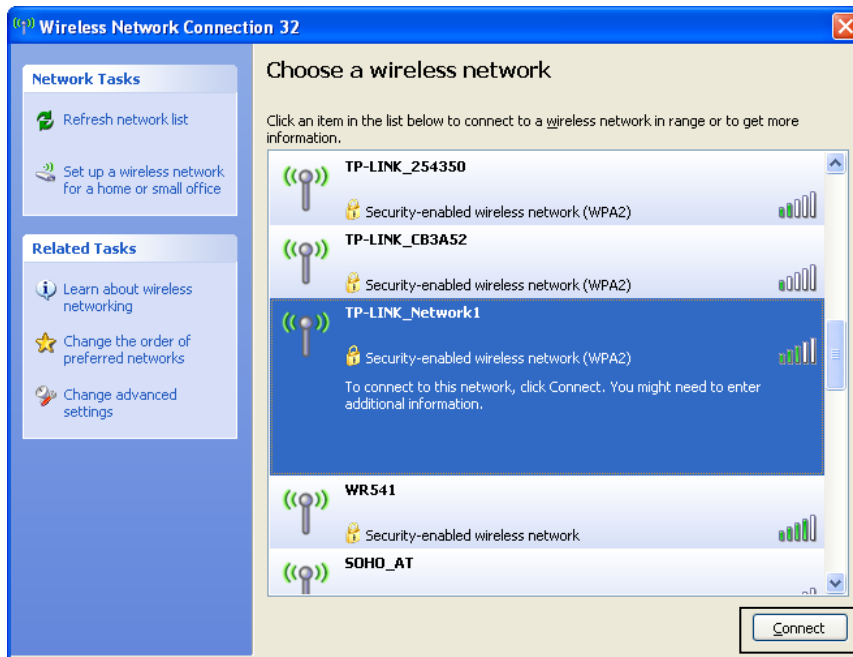 Wireless Network Connection 32
Network Tasks
Refresh network list
Set up a wireless network
for a home or small office
Related Tasks
Learn about wireless
networking
Change the order of
preferred networks
Change advanced
settings
Choose a wireless network
Click an item in the list below to connect to a wireless network in range or to get more
information.
TP-LINK_254350
Security-enabled wireless network (WPA2)
TP-LINK_CB3A52
Security-enabled wireless network (WPA2)
TP-LINK_Network1
Security-enabled wireless network (WPA2)
To connect to this network, click Connect. You might need to enter
additional information.
WR541
Security-enabled wireless network
SOHO_AT
Connect